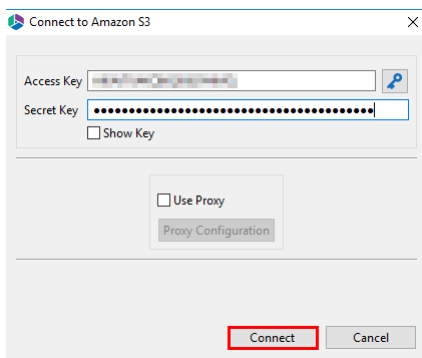 Connect to Amazon S3
Access Key
Secret Key ••••••••••••••••••••••••••••••••••••••••
Show Key
Use Proxy
Proxy Configuration
Connect Cancel